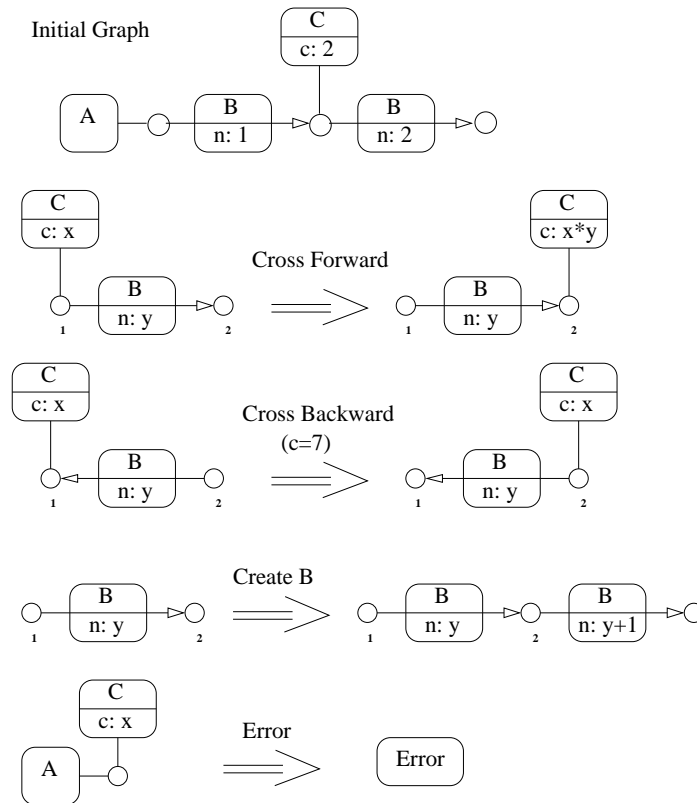 Initial Graph
C
c: 2
A
B
n: 1
B
n: 2
C
c: x
B
n: y
1
2
Cross Forward
C
c: x*y
B
n: y
1
2
C
c: x
B
n: y
1
2
Cross Backward
(c=7)
C
c: x
B
n: y
1
2
B
n: y
1
2
Create B
B
n: y
B
n: y+1
1
2
C
c: x
A
Error
Error